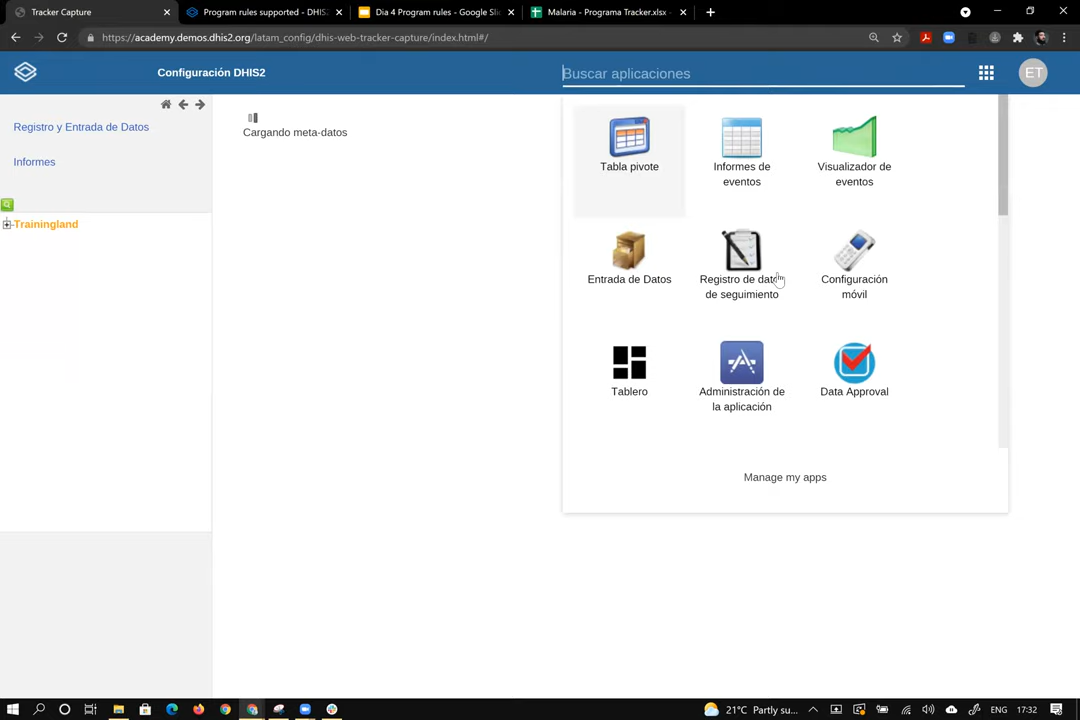 Tracker Capture
Program rules supported - DHIS2
Dia 4 Program rules - Google Sli
Malaria - Programa Tracker.xlsx -
https://academy.demos.dhis2.org/latam_config/dhis-web-tracker-capture/index.html#/
Configuración DHIS2
Buscar aplicaciones
ET
Registro y Entrada de Datos
Informes
Trainingland
Cargando meta-datos
Tabla pivote
Informes de
eventos
Visualizador de
eventos
Entrada de Datos
Registro de datos
de seguimiento
Configuración
móvil
Tablero
Administración de
la aplicación
Data Approval
Manage my apps
21°C Partly su...
ENG
17:32